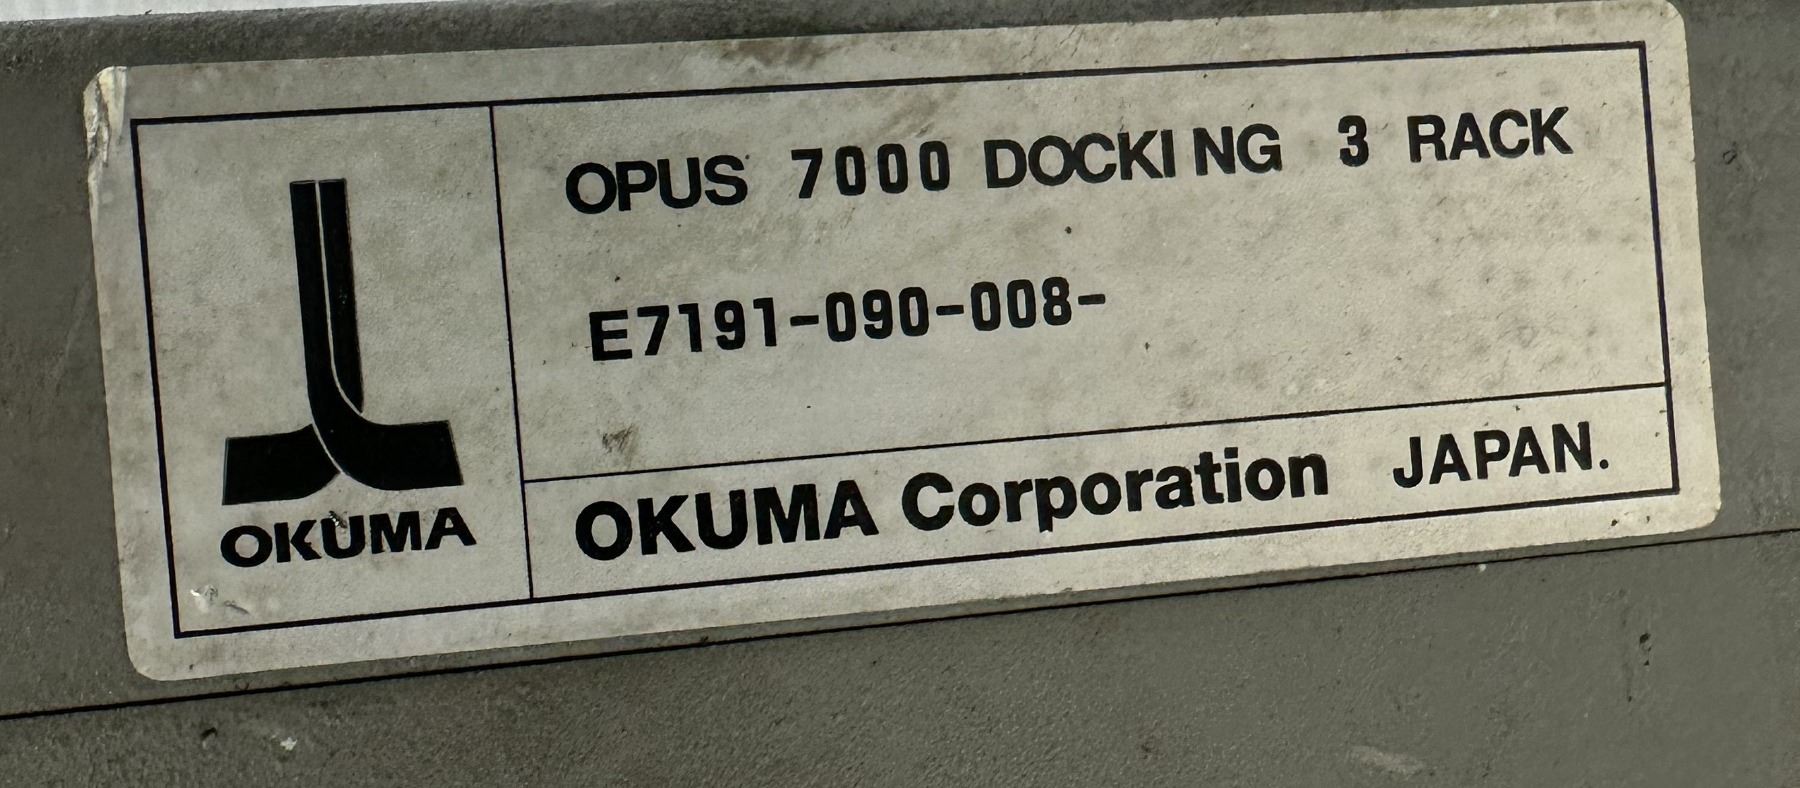 OPUS 7000 DOCKING 3 RACK
E7191-090-008-
OKUMA
OKUMA Corporation JAPAN.